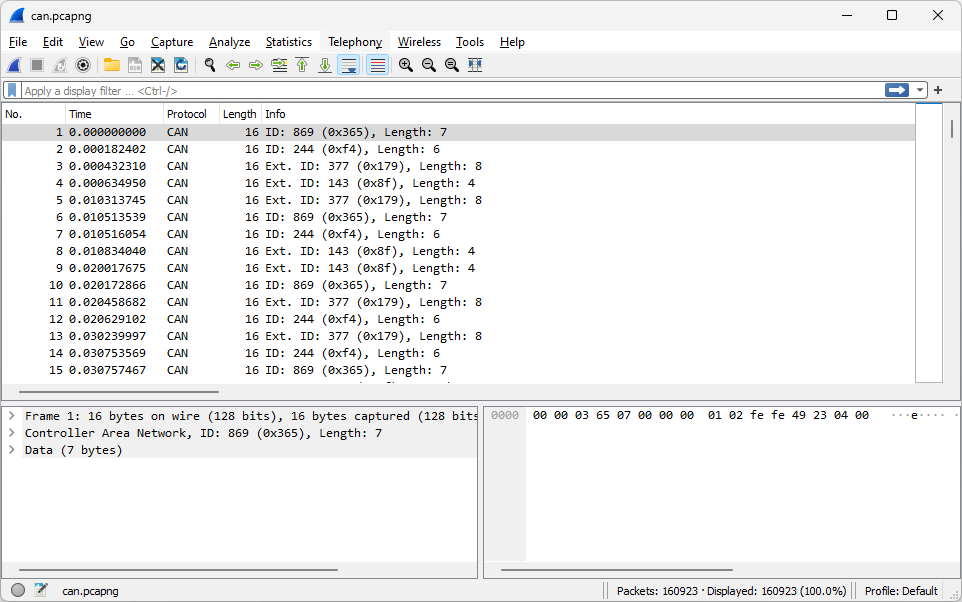 can.pcapng
File Edit View Go Capture Analyze Statistics Telephony Wireless Tools Help
Apply a display filter ... <Ctrl-/>
No. Time Protocol Length Info
1 0.000000000 CAN 16 ID: 869 (0x365), Length: 7
2 0.000182402 CAN 16 ID: 244 (0xf4), Length: 6
3 0.000432310 CAN 16 Ext. ID: 377 (0x179), Length: 8
4 0.000634950 CAN 16 Ext. ID: 143 (0x8f), Length: 4
5 0.010313745 CAN 16 Ext. ID: 377 (0x179), Length: 8
6 0.010513539 CAN 16 ID: 869 (0x365), Length: 7
7 0.010516054 CAN 16 ID: 244 (0xf4), Length: 6
8 0.010834040 CAN 16 Ext. ID: 143 (0x8f), Length: 4
9 0.020017675 CAN 16 Ext. ID: 143 (0x8f), Length: 4
10 0.020172866 CAN 16 ID: 869 (0x365), Length: 7
11 0.020458682 CAN 16 Ext. ID: 377 (0x179), Length: 8
12 0.020629102 CAN 16 ID: 244 (0xf4), Length: 6
13 0.030239997 CAN 16 Ext. ID: 377 (0x179), Length: 8
14 0.030753569 CAN 16 ID: 244 (0xf4), Length: 6
15 0.030757467 CAN 16 ID: 869 (0x365), Length: 7
Frame 1: 16 bytes on wire (128 bits), 16 bytes captured (128 bits
Controller Area Network, ID: 869 (0x365), Length: 7
Data (7 bytes)
0000 00 00 03 65 07 00 00 00 01 02 fe fe 49 23 04 00 ···e···· ·
can.pcapng
Packets: 160923 · Displayed: 160923 (100.0%)
Profile: Default